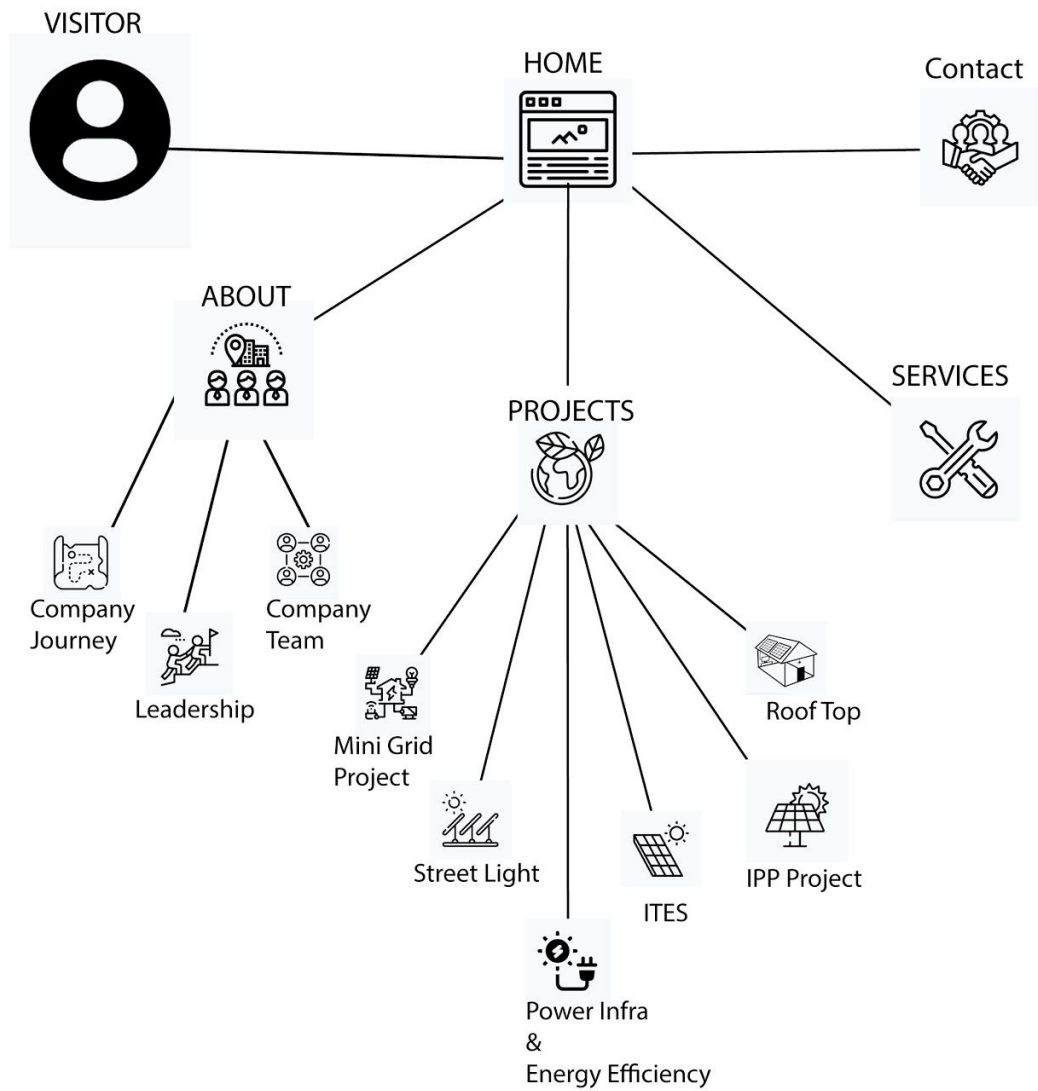 VISITOR
HOME
Contact
ABOUT
SERVICES
PROJECTS
Company
Journey
Leadership
Company
Team
Mini Grid
Project
Street Light
Power Infra
&
Energy Efficiency
ITES
IPP Project
Roof Top